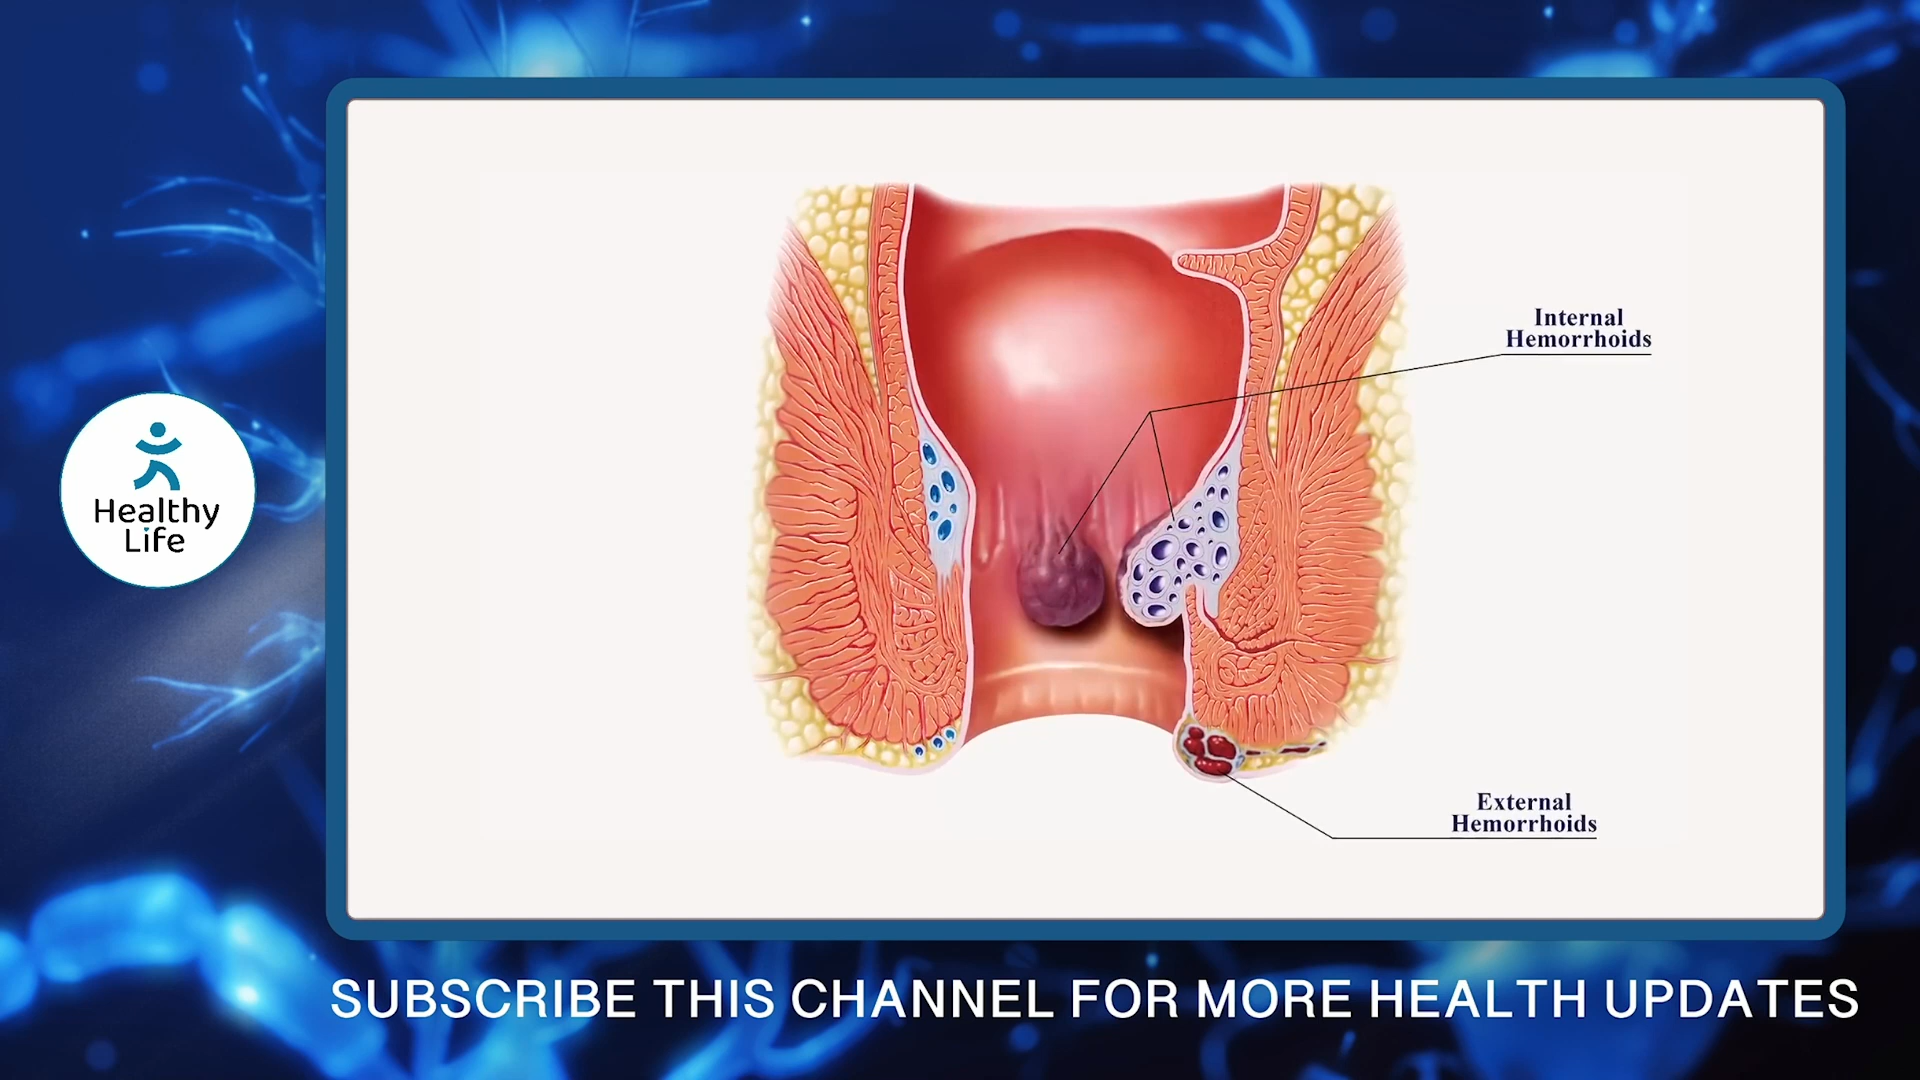 Healthy
Life
Internal
Hemorrhoids
External
Hemorrhoids
SUBSCRIBE THIS CHANNEL FOR MORE HEALTH UPDATES